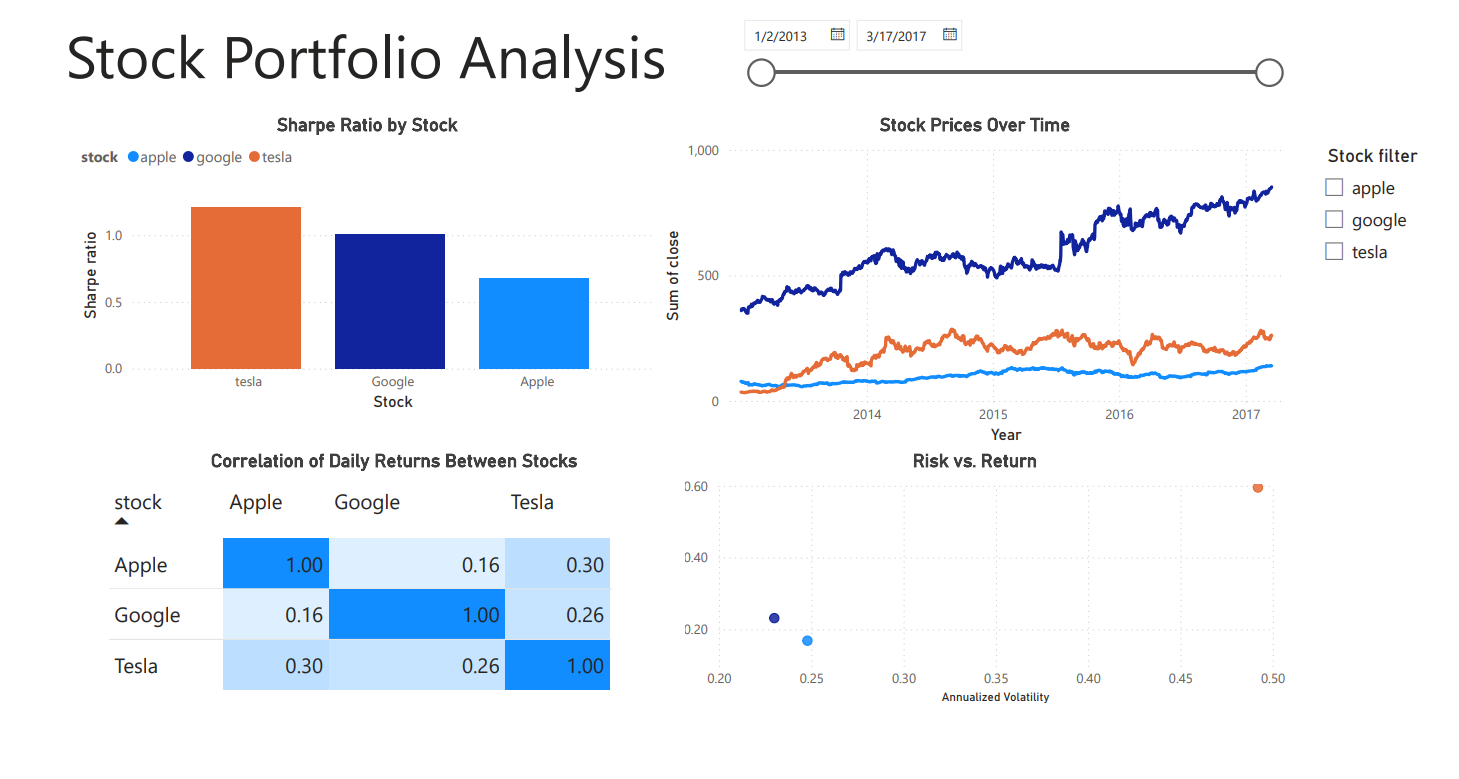 Stock Portfolio Analysis
1/2/2013 3/17/2017
Sharpe Ratio by Stock
stock apple google tesla
Sharpe ratio
1.0
0.5
0.0
tesla Google Apple
Stock
Stock Prices Over Time
Sum of close
1,000
500
0
2014 2015 2016 2017
Year
Stock filter
apple
google
tesla
Correlation of Daily Returns Between Stocks
stock Apple Google Tesla
Apple 1.00 0.16 0.30
Google 0.16 1.00 0.26
Tesla 0.30 0.26 1.00
Risk vs. Return
0.60
0.40
0.20
0.20 0.25 0.30 0.35 0.40 0.45 0.50
Annualized Volatility